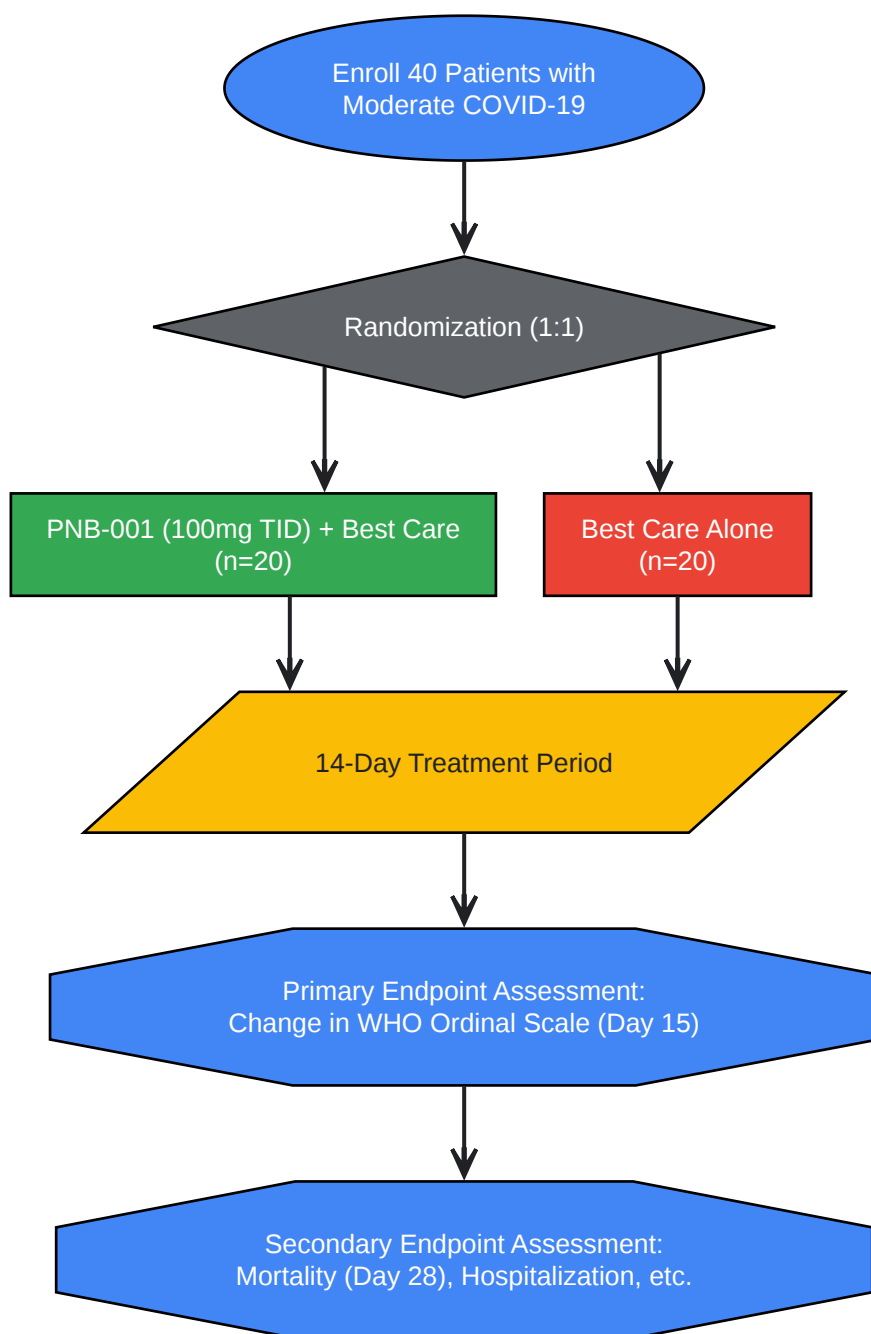 Enroll 40 Patients with
Moderate COVID-19
Randomization (1:1)
PNB-001 (100mg TID) + Best Care
(n=20)
Best Care Alone
(n=20)
14-Day Treatment Period
Primary Endpoint Assessment:
Change in WHO Ordinal Scale (Day 15)
Secondary Endpoint Assessment:
Mortality (Day 28), Hospitalization, etc.